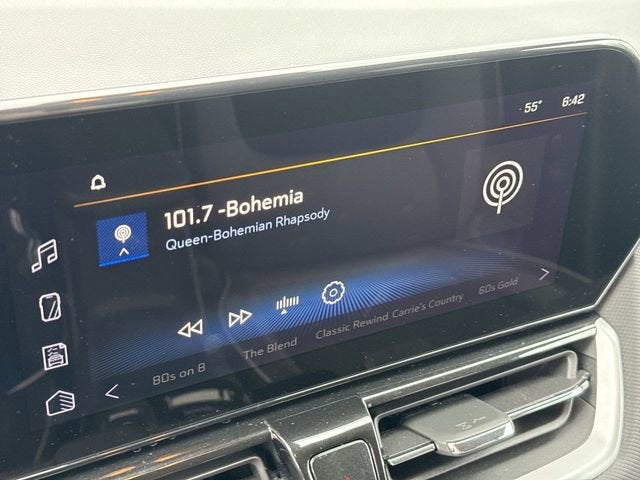 55° 6:42
101.7 -Bohemia
Queen-Bohemian Rhapsody
80s on 8 The Blend Classic Rewind Carrie's Country 60s Gold